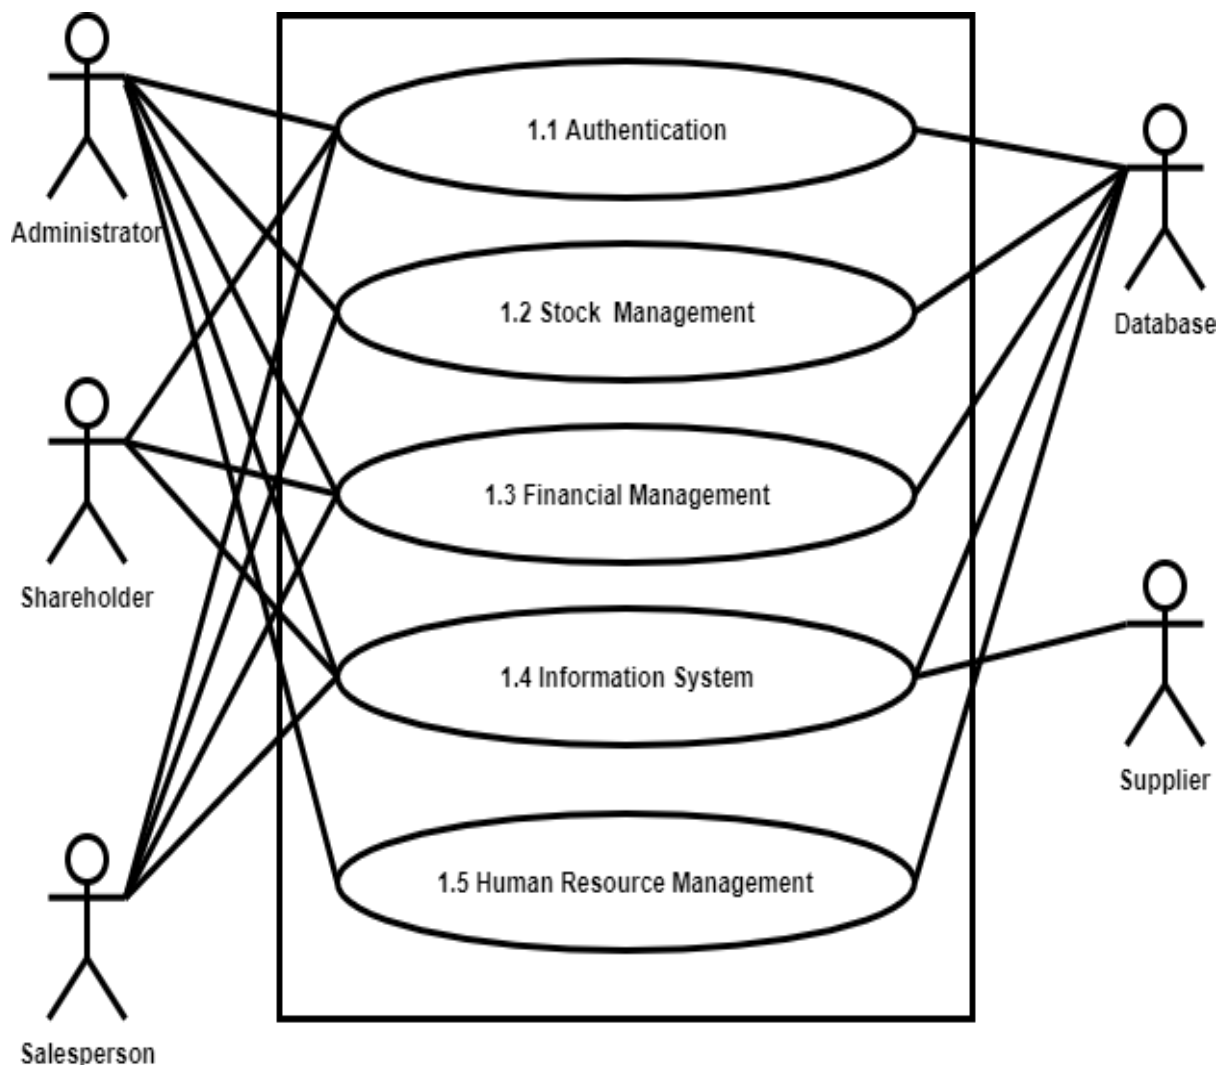 1.1 Authentication
Administrator
1.2 Stock Management
Database
1.3 Financial Management
Shareholder
1.4 Information System
Supplier
1.5 Human Resource Management
Salesperson